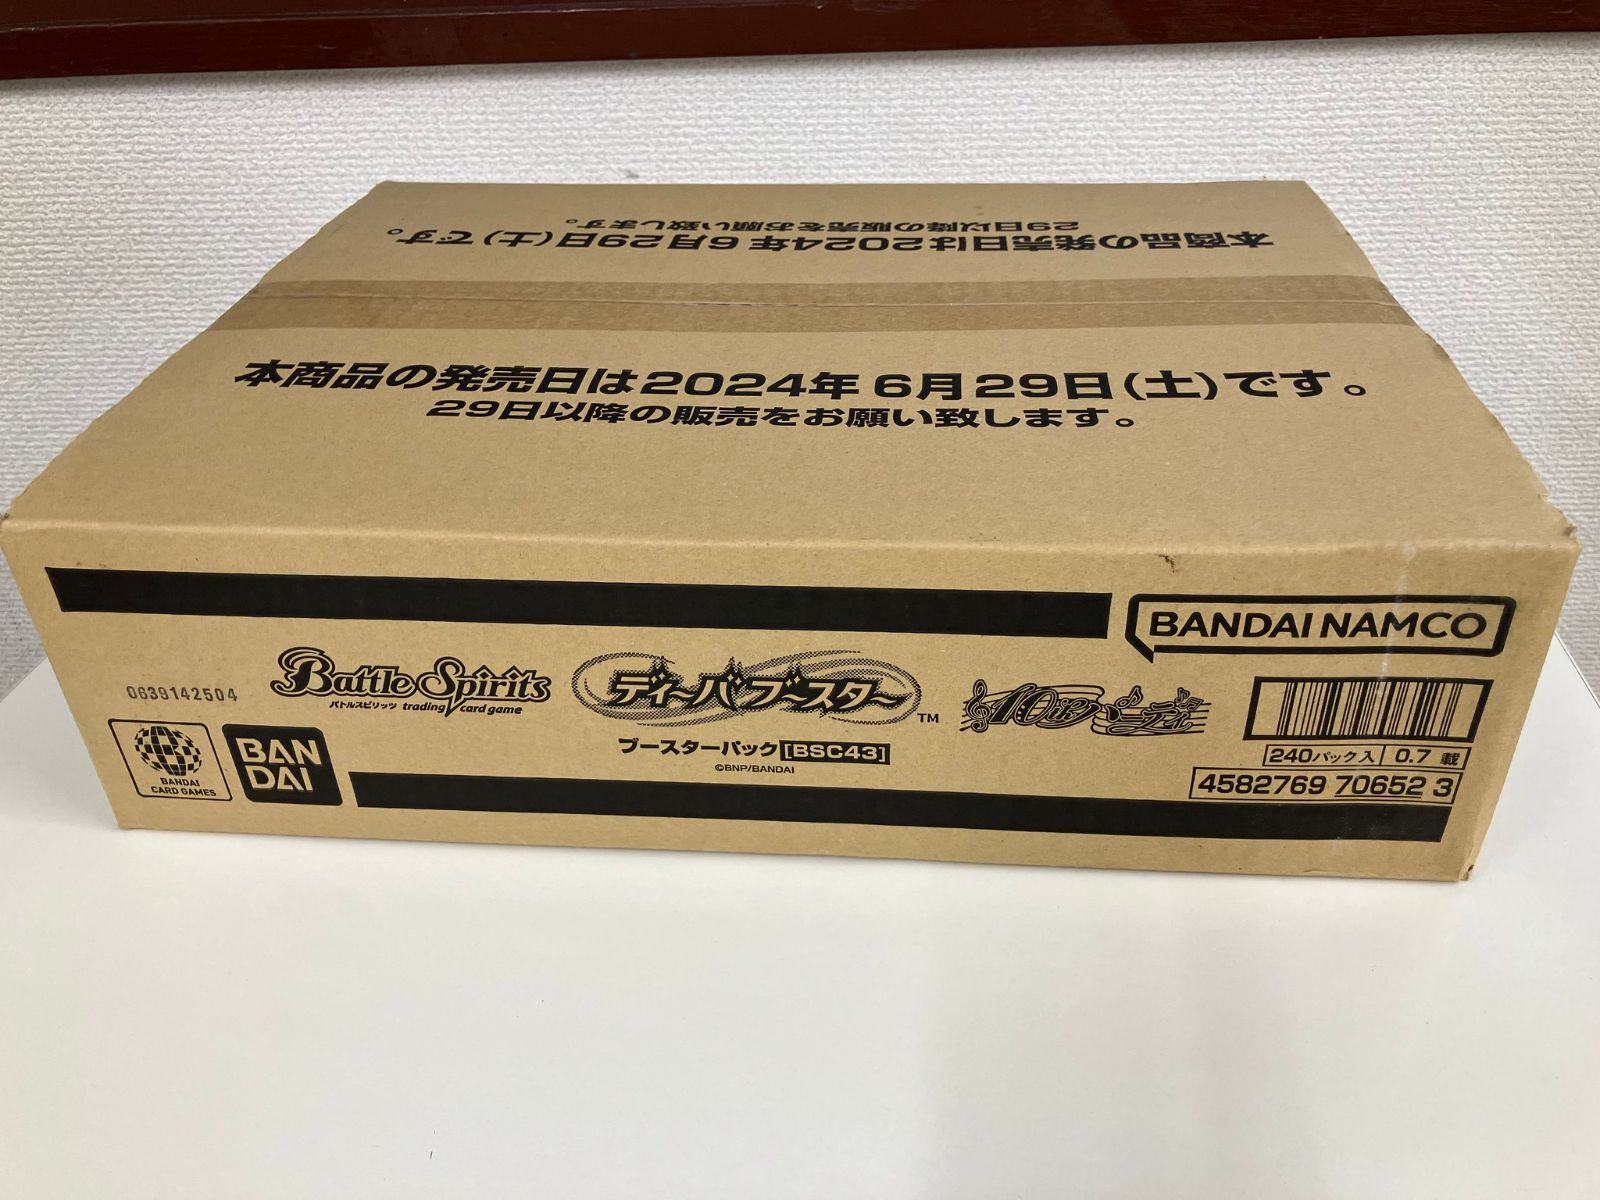 本商品の発売日は2024年6月29日(土)です。
29日以降の販売をお願い致します。
本商品の発売日は2024年6月29日(土)です。
29日以降の販売をお願い致します。
BANDAI NAMCO
0639142504
Battle Spirits
バトルスピリッツ trading card game
ディーバブースター™
10th
ブースターパック[BSC43]
©BNP/BANDAI
BANDAI
CARD GAMES
BAN
DAI
240パック入 0.7 載
4582769 70652 3